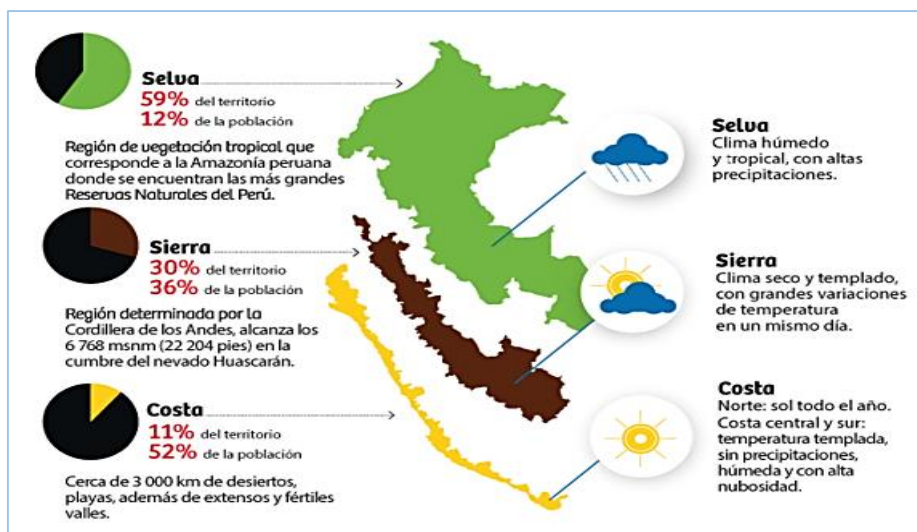 Selva
59% del territorio
12% de la población
Región de vegetación tropical que
corresponde a la Amazonía peruana
donde se encuentran las más grandes
Reservas Naturales del Perú.
Sierra
30% del territorio
36% de la población
Región determinada por la
Cordillera de los Andes, alcanza los
6 768 msnm (22 204 pies) en la
cumbre del nevado Huascarán.
Costa
11% del territorio
52% de la población
Cerca de 3 000 km de desiertos,
playas, además de extensos y fértiles
valles.
Selva
Clima húmedo
y tropical, con altas
precipitaciones.
Sierra
Clima seco y templado,
con grandes variaciones
de temperatura
en un mismo día.
Costa
Norte: sol todo el año.
Costa central y sur:
temperatura templada,
sin precipitaciones,
húmeda y con alta
nubosidad.